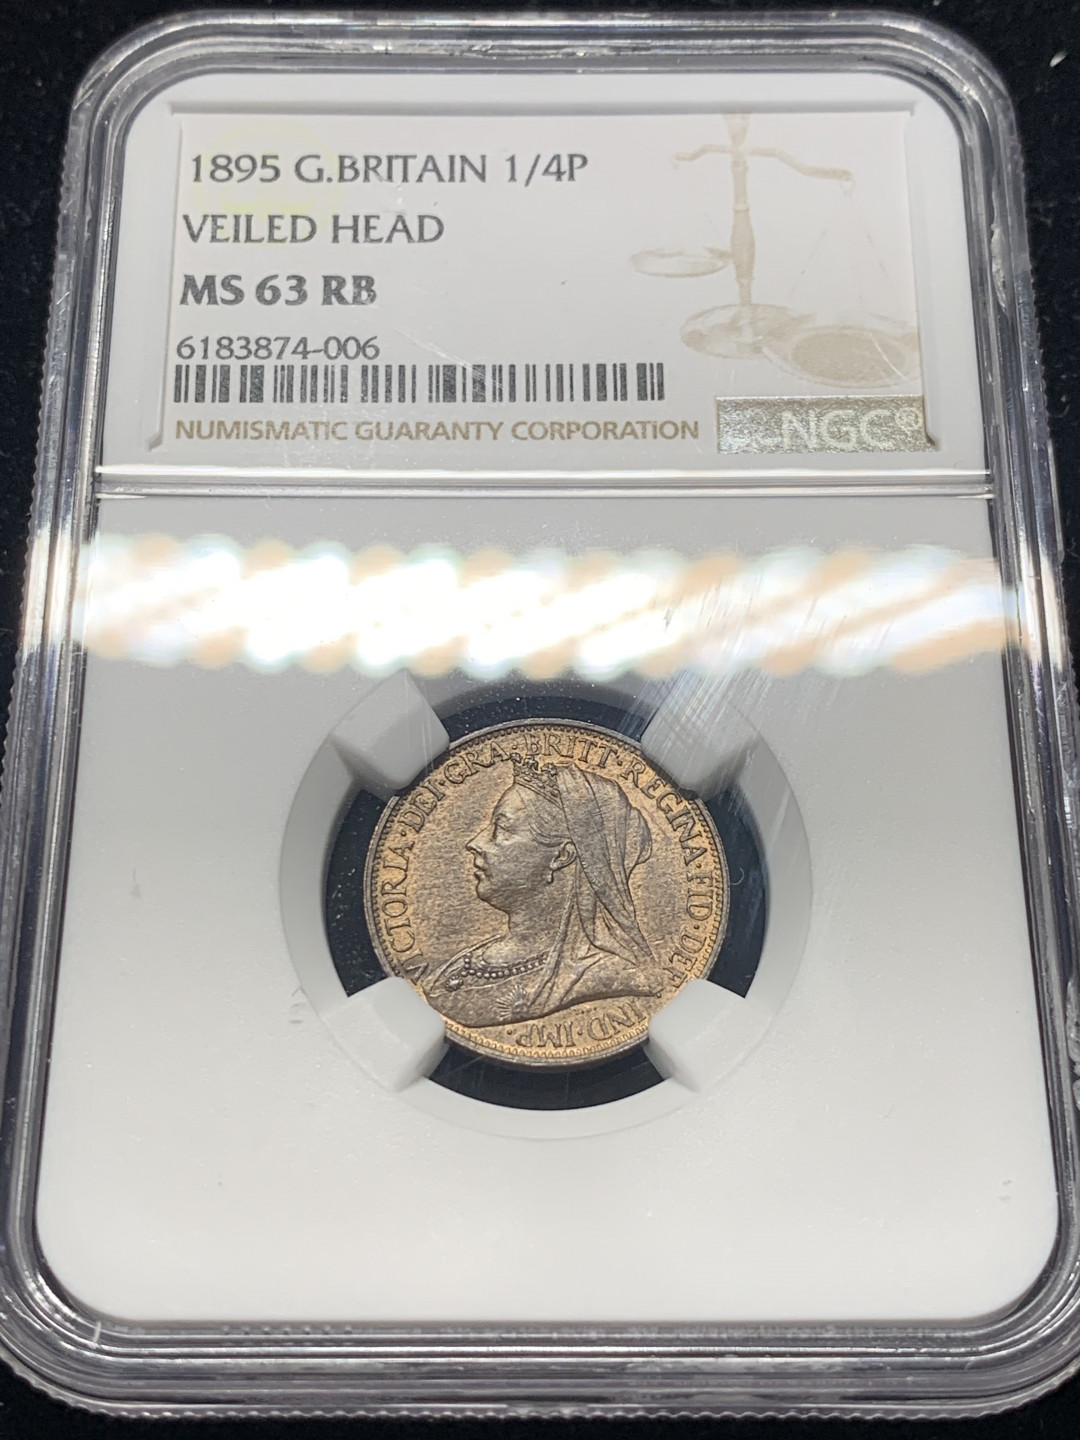 1895 G.BRITAIN 1/4P
VEILED HEAD
MS 63 RB
6183874-006
NUMISMATIC GUARANTY CORPORATION
NGC®
VICTORIA·DEI·GRA·BRITT·REGINA·FID·DEF·
IND·IMP·